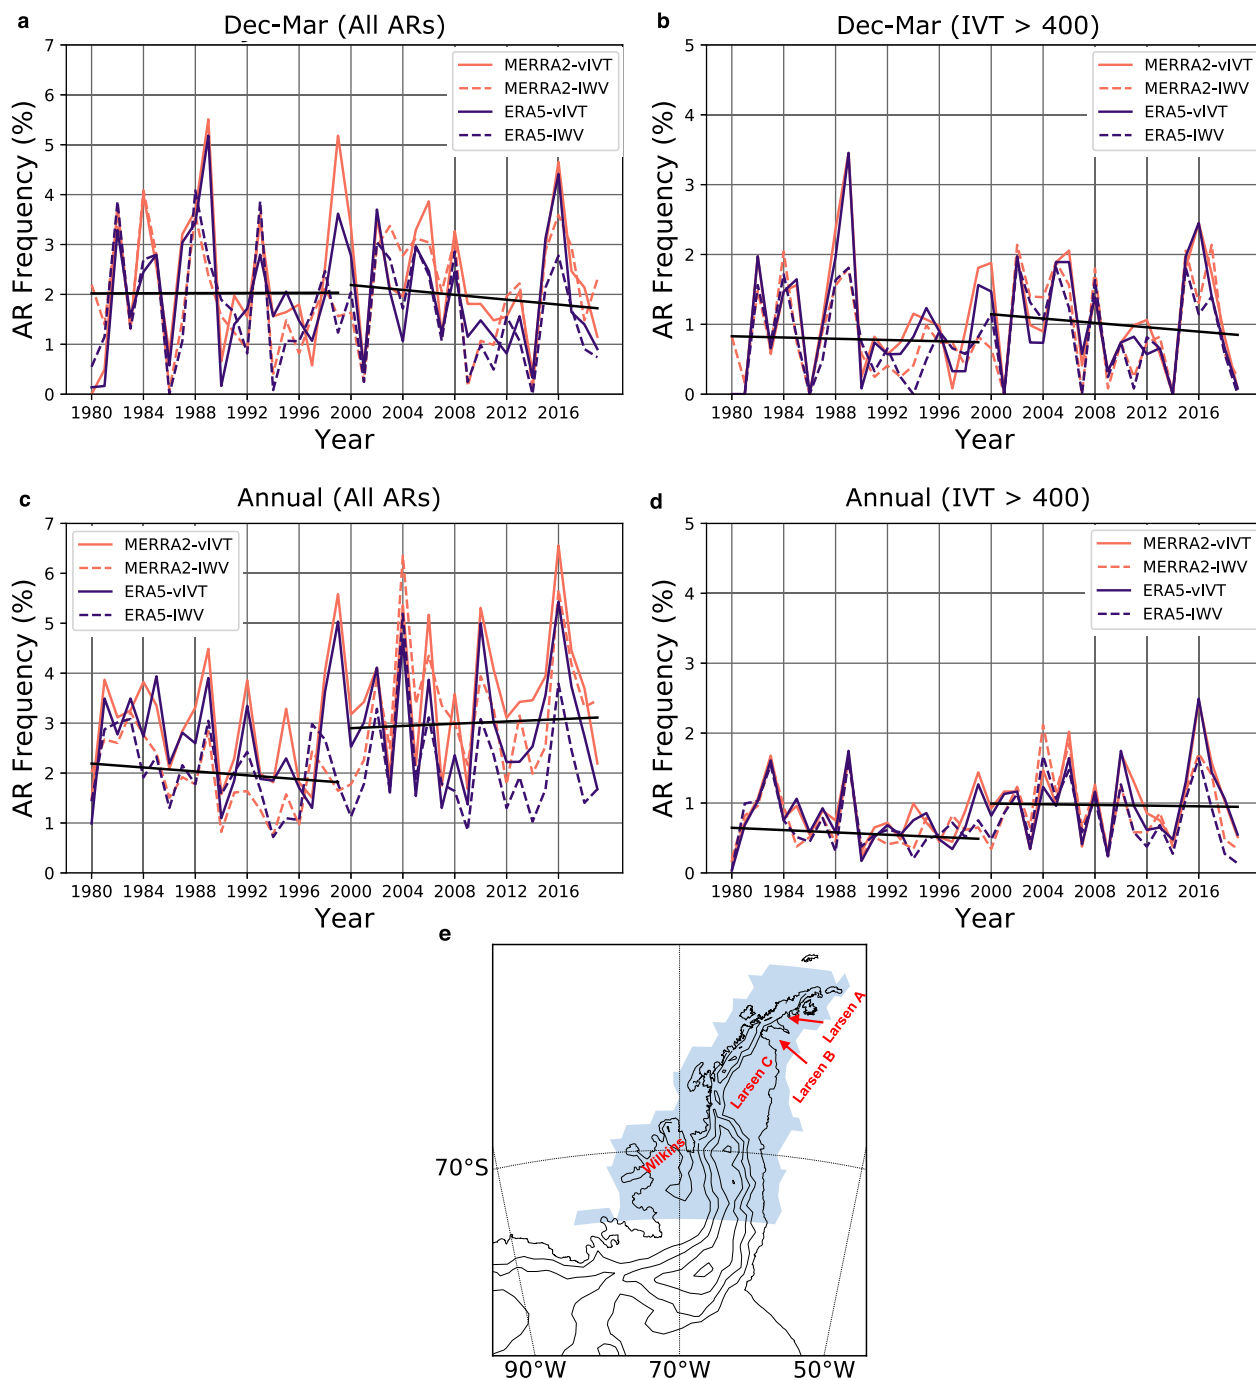 a
Dec-Mar (All ARs)
7
6
5
4
3
2
1
0
AR Frequency (%)
MERRA2-vIVT
MERRA2-IWV
ERA5-vIVT
ERA5-IWV
1980 1984 1988 1992 1996 2000 2004 2008 2012 2016
Year
b
Dec-Mar (IVT > 400)
5
4
3
2
1
0
AR Frequency (%)
MERRA2-vIVT
MERRA2-IWV
ERA5-vIVT
ERA5-IWV
1980 1984 1988 1992 1996 2000 2004 2008 2012 2016
Year
c
Annual (All ARs)
7
6
5
4
3
2
1
0
AR Frequency (%)
MERRA2-vIVT
MERRA2-IWV
ERA5-vIVT
ERA5-IWV
1980 1984 1988 1992 1996 2000 2004 2008 2012 2016
Year
d
Annual (IVT > 400)
5
4
3
2
1
0
AR Frequency (%)
MERRA2-vIVT
MERRA2-IWV
ERA5-vIVT
ERA5-IWV
1980 1984 1988 1992 1996 2000 2004 2008 2012 2016
Year
e
Larsen A
Larsen B
Larsen C
Wilkins
70°S
90°W 70°W 50°W